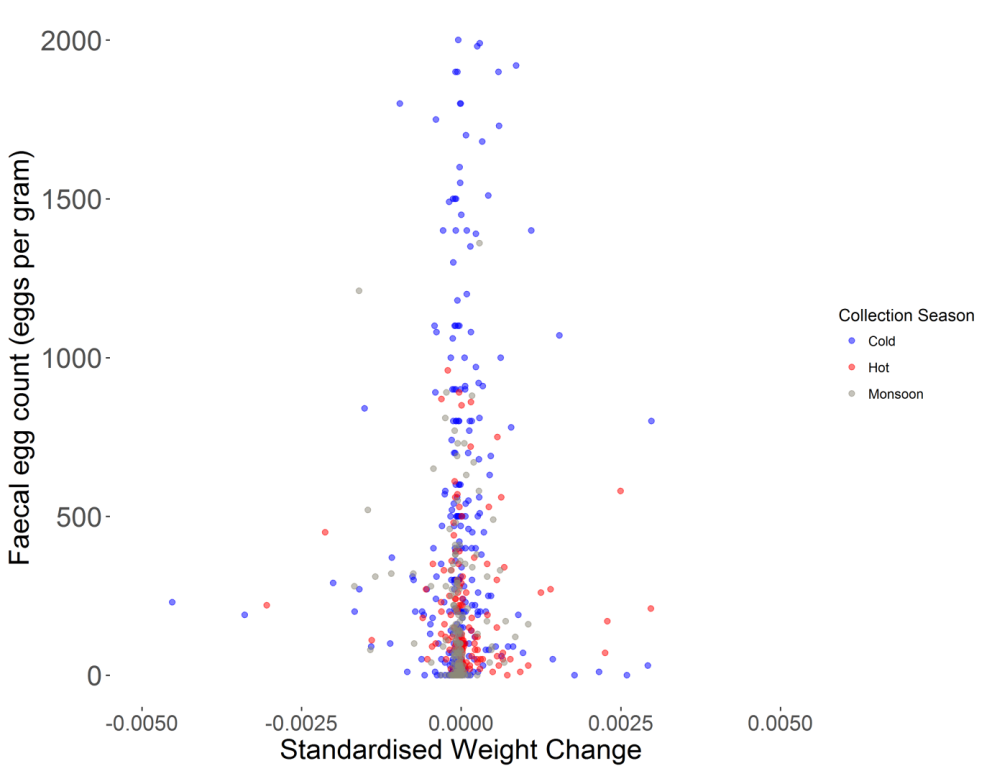 2000
1500
1000
500
0
Faecal egg count (eggs per gram)
-0.0050
-0.0025
0.0000
0.0025
0.0050
Standardised Weight Change
Collection Season
Cold
Hot
Monsoon